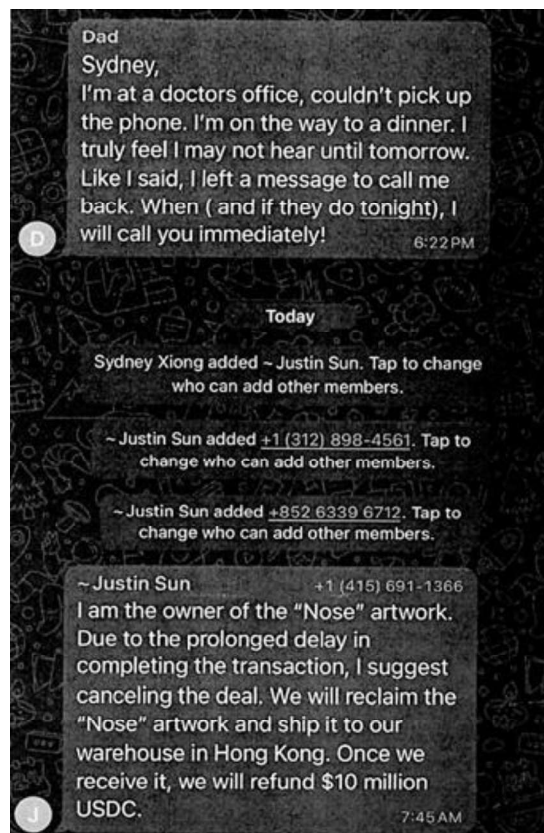 Dad
Sydney,
I'm at a doctors office, couldn't pick up
the phone. I'm on the way to a dinner. I
truly feel I may not hear until tomorrow.
Like I said, I left a message to call me
back. When ( and if they do tonight), I
will call you immediately!
D
6:22 PM
Today
Sydney Xiong added ~Justin Sun. Tap to change
who can add other members.
~Justin Sun added +1 (312) 898-4561. Tap to
change who can add other members.
~Justin Sun added +852 6339 6712. Tap to
change who can add other members.
~Justin Sun +1 (415) 691-1366
I am the owner of the "Nose" artwork.
Due to the prolonged delay in
completing the transaction, I suggest
canceling the deal. We will reclaim the
"Nose" artwork and ship it to our
warehouse in Hong Kong. Once we
receive it, we will refund $10 million
USDC.
J
7:45 AM